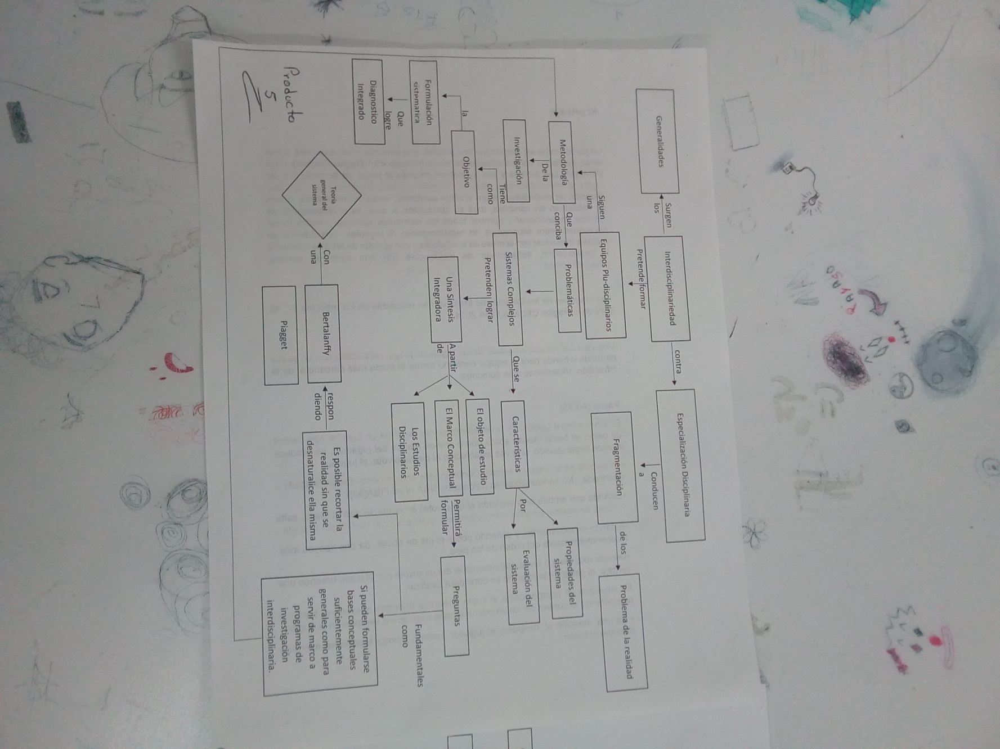 Generalidades
Surgen
los
Interdisciplinariedad
contra
Especialización Disciplinaria
Pretende formar
Conducen
a
Equipos Plu-disciplinarios
Fragmentación
de los
Problema de la realidad
Siguen
una
Metodología
Que
conciba
Problemáticas
De la
Investigación
Sistemas Complejos
Que se
Características
Por
Propiedades del
sistema
Evaluación del
sistema
Tiene
como
Pretenden lograr
la
Objetivo
Una Síntesis
Integradora
A partir
de
El objeto de estudio
El Marco Conceptual
Los Estudios
Disciplinarios
Permitirá
formular
Preguntas
Formulación
sistematica
Que
logre
Diagnostico
Integrado
Fundamentales
como
Teoria
general del
sistema
Con
una
Bertalanffy
respon
diendo
Es posible recortar la
realidad sin que se
desnaturalice ella misma
Si pueden formularse
bases conceptuales
suficientemente
generales como para
servir de marco a
programas de
investigación
interdisciplinaria.
Piagget
Producto
5